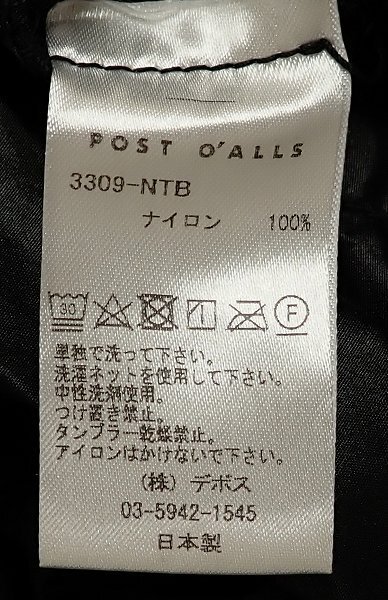 POST O'ALLS
3309-NTB
ナイロン 100%
30 F
単独で洗って下さい。
洗濯ネットを使用して下さい。
中性洗剤使用。
つけ置き禁止。
タンブラー乾燥禁止。
アイロンはかけないで下さい。
(株) デポス
03-5942-1545
日本製